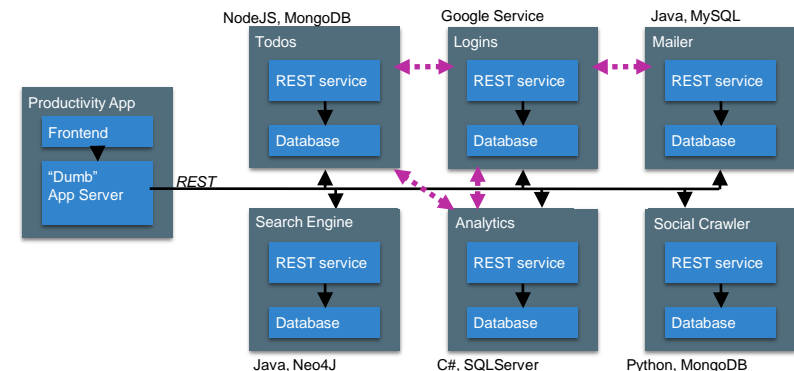 NodeJS, MongoDB
Google Service
Java, MySQL
Todos
REST service
Database
Logins
REST service
Database
Mailer
REST service
Database
Productivity App
Frontend
“Dumb”
App Server
REST
Search Engine
REST service
Database
Analytics
REST service
Database
Social Crawler
REST service
Database
Java, Neo4J
C#, SQLServer
Python, MongoDB